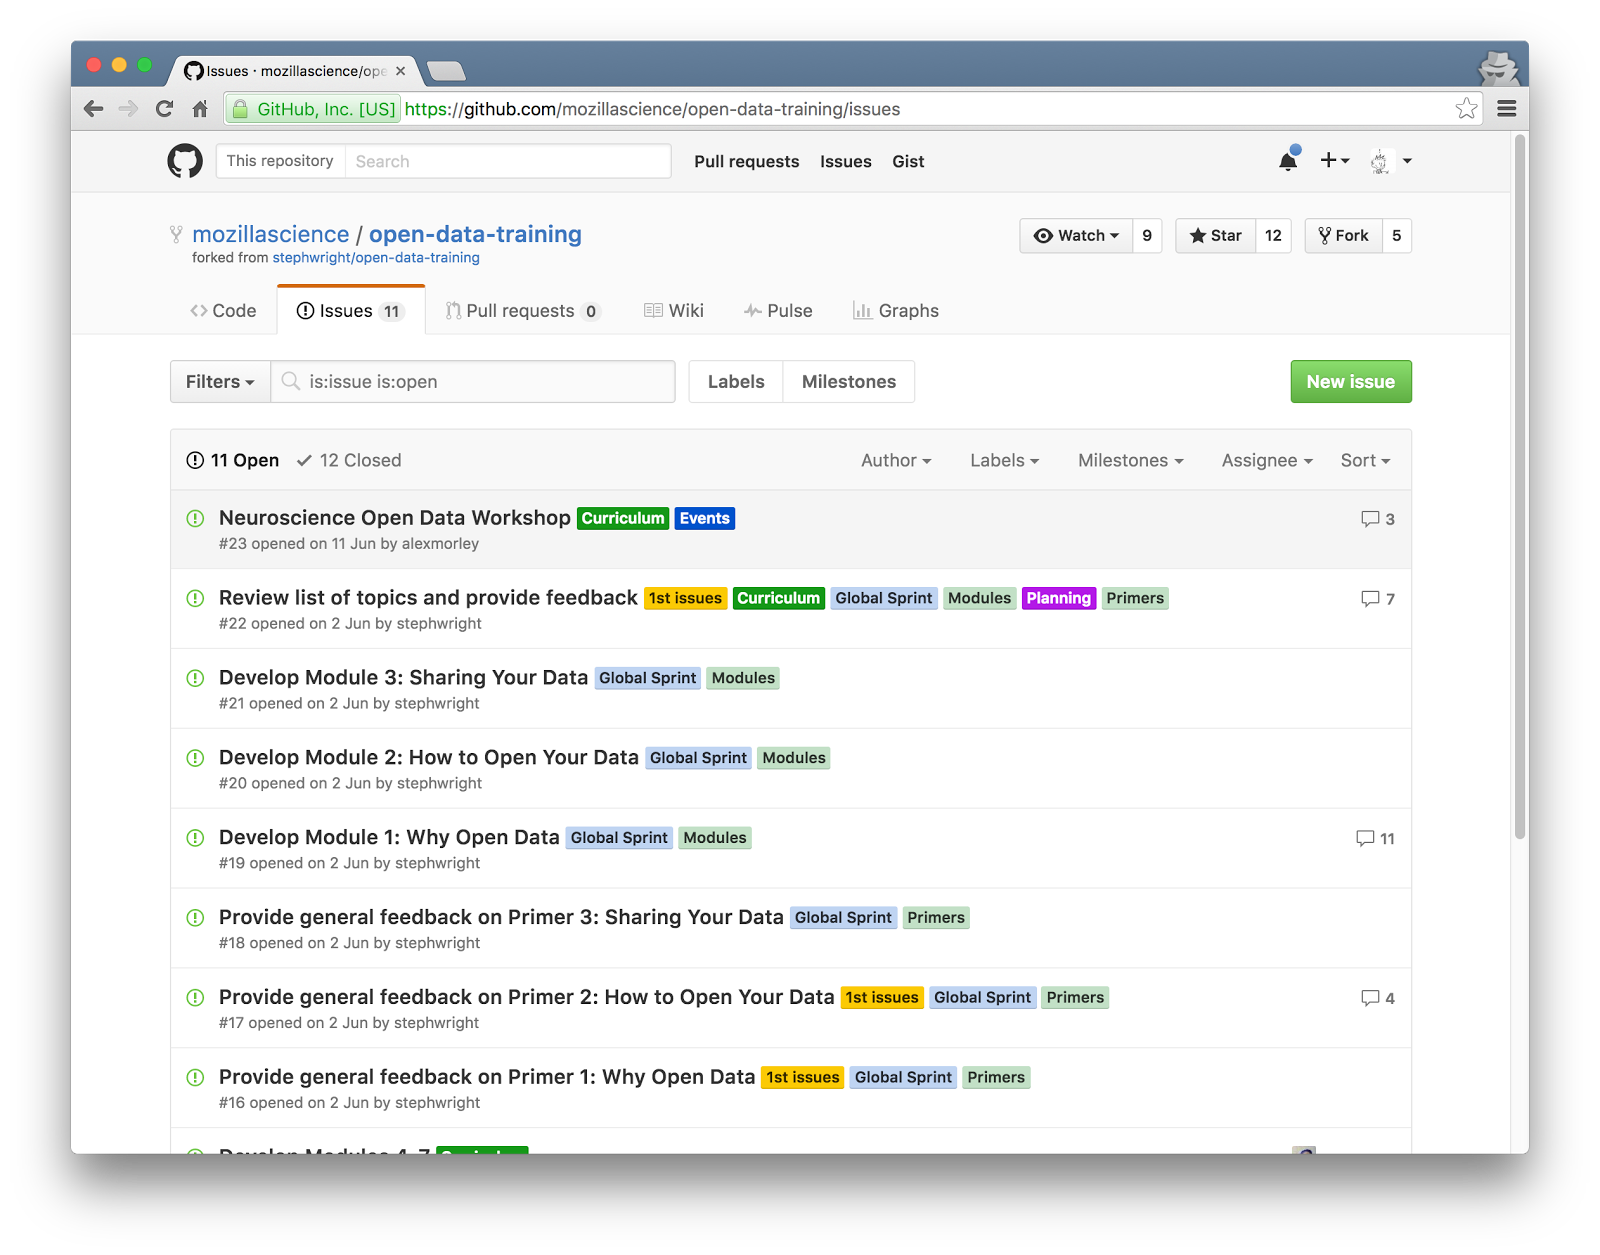 Issues · mozillascience/ope
GitHub, Inc. [US] https://github.com/mozillascience/open-data-training/issues
This repository Search Pull requests Issues Gist
mozillascience / open-data-training Watch 9 Star 12 Fork 5
forked from stephwright/open-data-training
Code Issues 11 Pull requests 0 Wiki Pulse Graphs
Filters is:issue is:open Labels Milestones New issue
11 Open 12 Closed Author Labels Milestones Assignee Sort
Neuroscience Open Data Workshop Curriculum Events 3
#23 opened on 11 Jun by alexmorley
Review list of topics and provide feedback 1st issues Curriculum Global Sprint Modules Planning Primers 7
#22 opened on 2 Jun by stephwright
Develop Module 3: Sharing Your Data Global Sprint Modules
#21 opened on 2 Jun by stephwright
Develop Module 2: How to Open Your Data Global Sprint Modules
#20 opened on 2 Jun by stephwright
Develop Module 1: Why Open Data Global Sprint Modules 11
#19 opened on 2 Jun by stephwright
Provide general feedback on Primer 3: Sharing Your Data Global Sprint Primers
#18 opened on 2 Jun by stephwright
Provide general feedback on Primer 2: How to Open Your Data 1st issues Global Sprint Primers 4
#17 opened on 2 Jun by stephwright
Provide general feedback on Primer 1: Why Open Data 1st issues Global Sprint Primers
#16 opened on 2 Jun by stephwright
Develop Modules 4-7 Curriculum